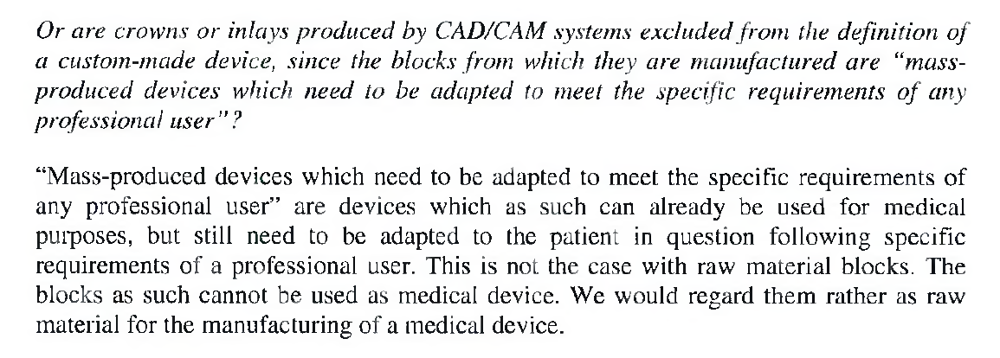 Or are crowns or inlays produced by CAD/CAM systems excluded from the definition of
a custom-made device, since the blocks from which they are manufactured are "mass-
produced devices which need to be adapted to meet the specific requirements of any
professional user"?
“Mass-produced devices which need to be adapted to meet the specific requirements of
any professional user” are devices which as such can already be used for medical
purposes, but still need to be adapted to the patient in question following specific
requirements of a professional user. This is not the case with raw material blocks. The
blocks as such cannot be used as medical device. We would regard them rather as raw
material for the manufacturing of a medical device.